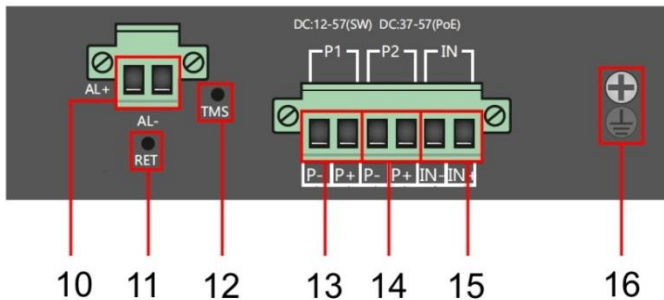 DC:12-57(SW) DC:37-57(PoE)
P1 P2 IN
AL+
AL-
TMS
RET
P- P+ P- P+ IN- IN+
10 11 12 13 14 15 16